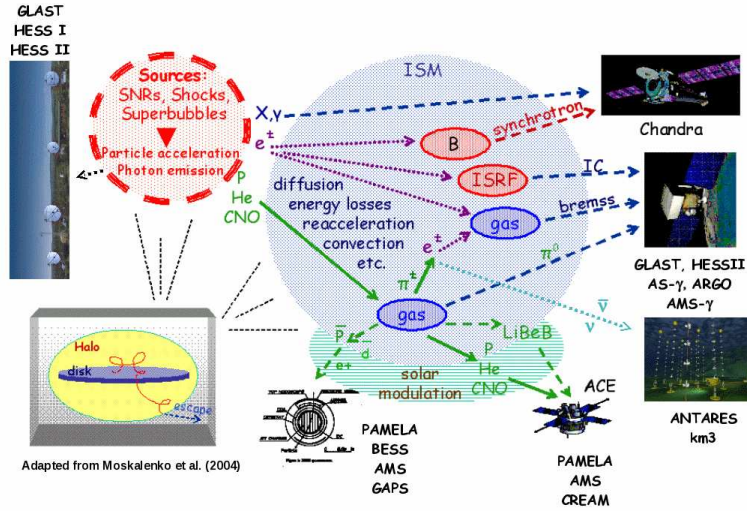 GLAST
HESS I
HESS II
Sources:
SNRs, Shocks,
Superbubbles
Particle acceleration
Photon emission
P
He
CNO
X,γ
e±
ISM
B
ISRF
gas
diffusion
energy losses
reacceleration
convection
etc.
e±
π±
gas
synchrotron
IC
bremss
π⁰
Chandra
GLAST, HESSII
AS-γ, ARGO
AMS-γ
ν ν̅
P̅
d̅
e+
LiBeB
P
He
CNO
solar
modulation
Halo
disk
escape
Adapted from Moskalenko et al. (2004)
PAMELA
BESS
AMS
GAPS
ACE
PAMELA
AMS
CREAM
ANTARES
km3